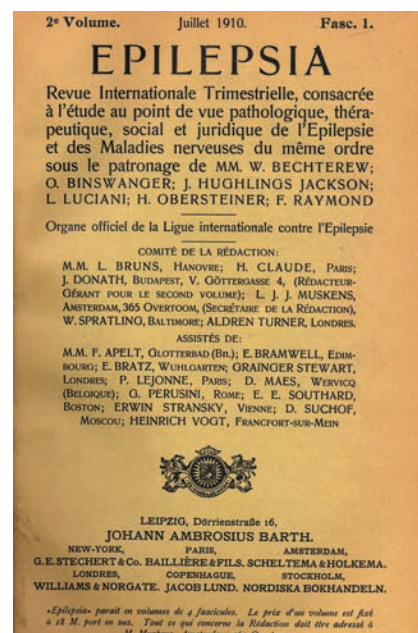 2e Volume. Juillet 1910. Fasc. 1.
EPILEPSIA
Revue Internationale Trimestrielle, consacrée
à l'étude au point de vue pathologique, théra-
peutique, social et juridique de l'Epilepsie
et des Maladies nerveuses du même ordre
sous le patronage de MM. W. BECHTEREW;
O. BINSWANGER; J. HUGHLINGS JACKSON;
L. LUCIANI; H. OBERSTEINER; F. RAYMOND
Organe officiel de la Ligue internationale contre l'Epilepsie
COMITÉ DE LA RÉDACTION:
M.M. L. BRUNS, HANOVRE; H. CLAUDE, PARIS;
J. DONATH, BUDAPEST, V. GÖTTERGASSE 4, (RÉDACTEUR-
GÉRANT POUR LE SECOND VOLUME); L. J. J. MUSKENS,
AMSTERDAM, 365 OVERTOOM, (SECRÉTAIRE DE LA RÉDACTION),
W. SPRATLING, BALTIMORE; ALDREN TURNER, LONDRES.
ASSISTÉS DE:
M.M. F. APELT, GLOTTERBAD (BN.); E. BRAMWELL, EDIM-
BOURG; E. BRATZ, WUHLGARTEN; GRAINGER STEWART,
LONDRES; P. LEJONNE, PARIS; D. MAES, WERVICQ
(BELGIQUE); G. PERUSINI, ROME; E. E. SOUTHARD,
BOSTON; ERWIN STRANSKY, VIENNE; D. SUCHOF,
MOSCOU; HEINRICH VOGT, FRANCFORT-SUR-MEIN
LEIPZIG, Dörrienstraße 16,
JOHANN AMBROSIUS BARTH.
NEW-YORK, PARIS, AMSTERDAM,
G. E. STECHERT & Co. BAILLIÈRE & FILS. SCHELTEMA & HOLKEMA.
LONDRES, COPENHAGUE, STOCKHOLM,
WILLIAMS & NORGATE. JACOB LUND. NORDISKA BOKHANDELN.
«Epilepsia» parait en volumes de 4 fascicules. Le prix d'un volume est fixé
à 18 M. port en sus. Tout ce qui concerne la Rédaction doit être adressé à